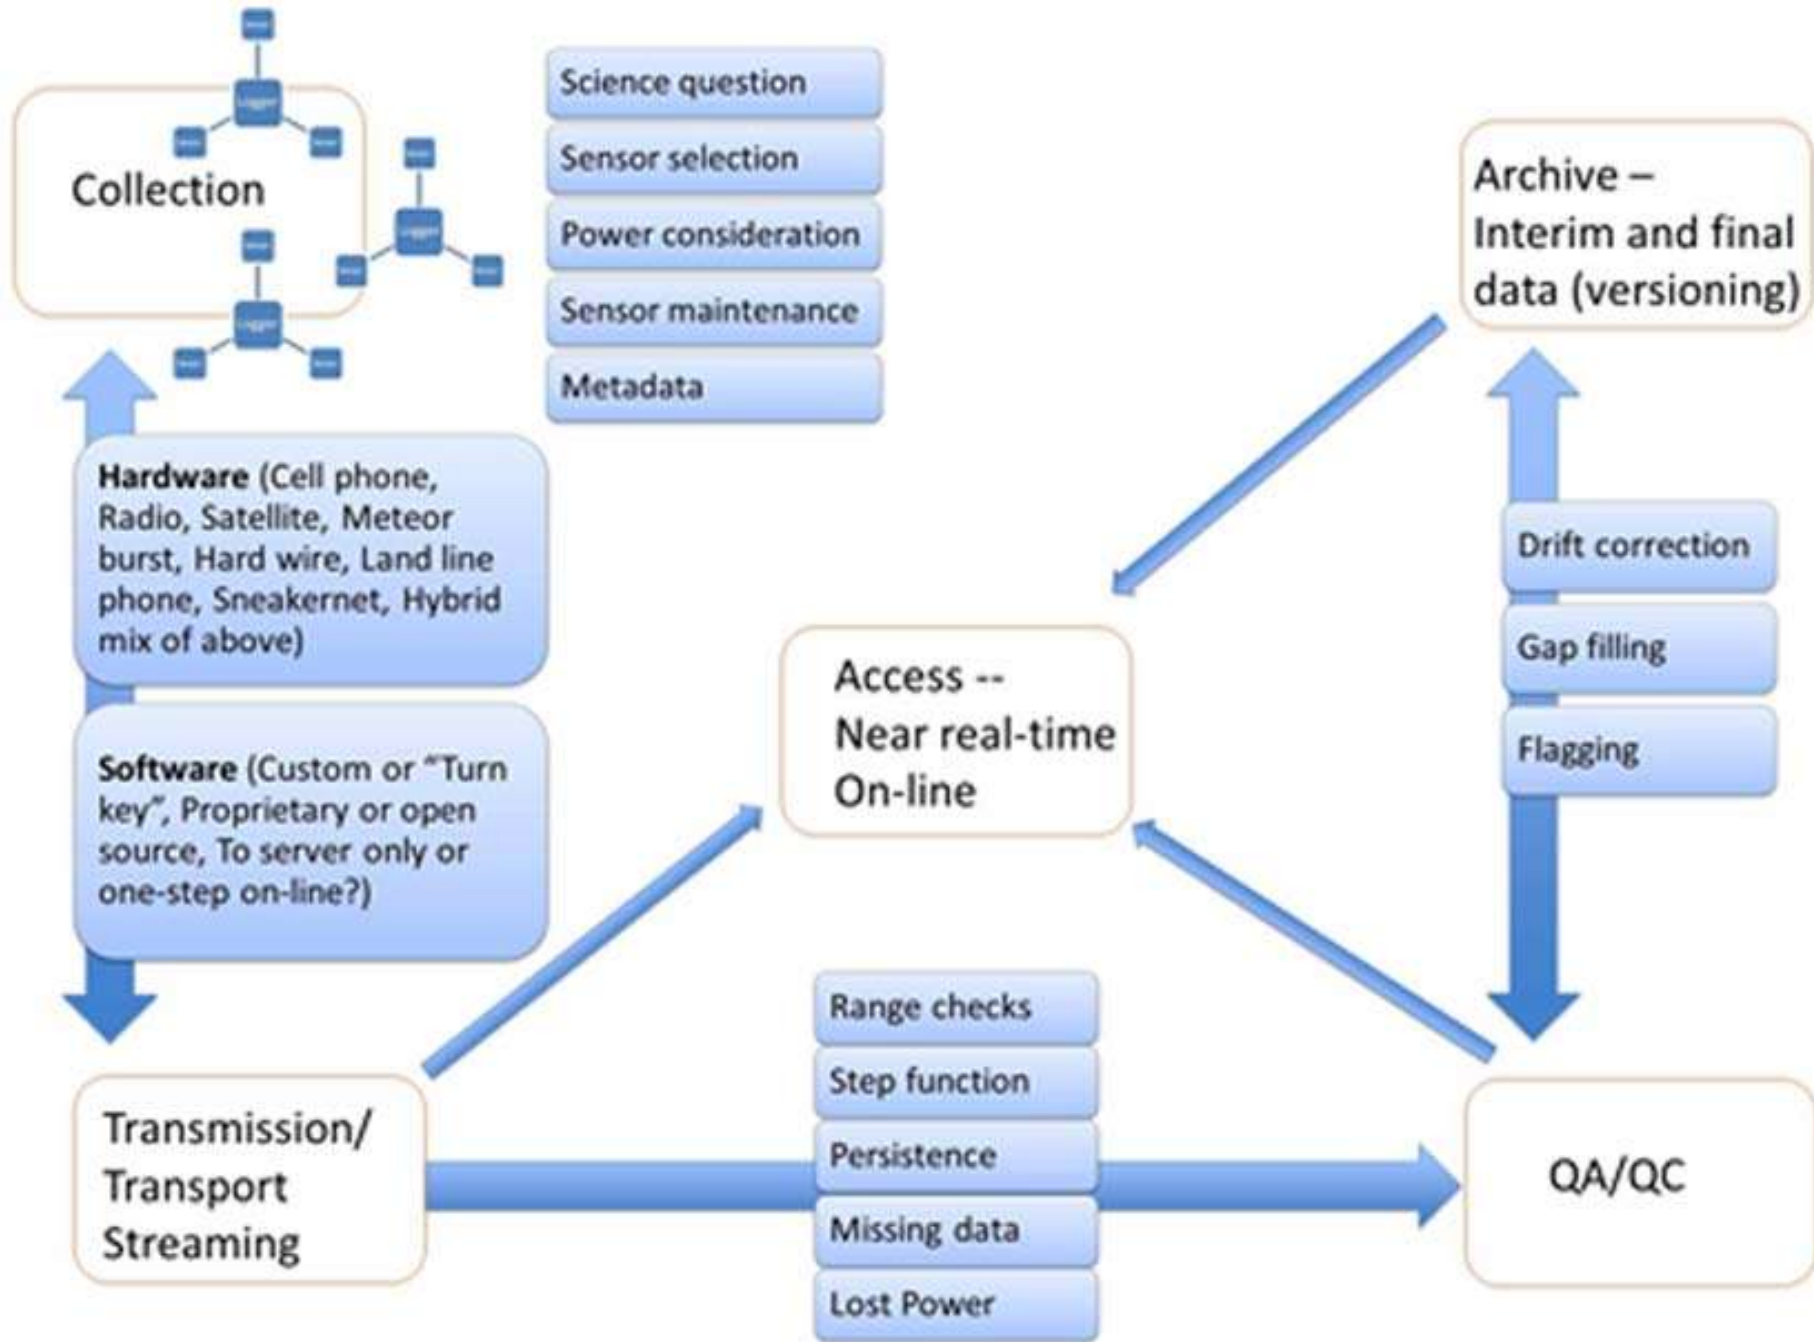 Collection
Logger
Logger
Logger
Science question
Sensor selection
Power consideration
Sensor maintenance
Metadata
Archive –
Interim and final
data (versioning)
Hardware (Cell phone,
Radio, Satellite, Meteor
burst, Hard wire, Land line
phone, Sneakernet, Hybrid
mix of above)
Software (Custom or “Turn
key”, Proprietary or open
source, To server only or
one-step on-line?)
Access --
Near real-time
On-line
Drift correction
Gap filling
Flagging
Transmission/
Transport
Streaming
Range checks
Step function
Persistence
Missing data
Lost Power
QA/QC